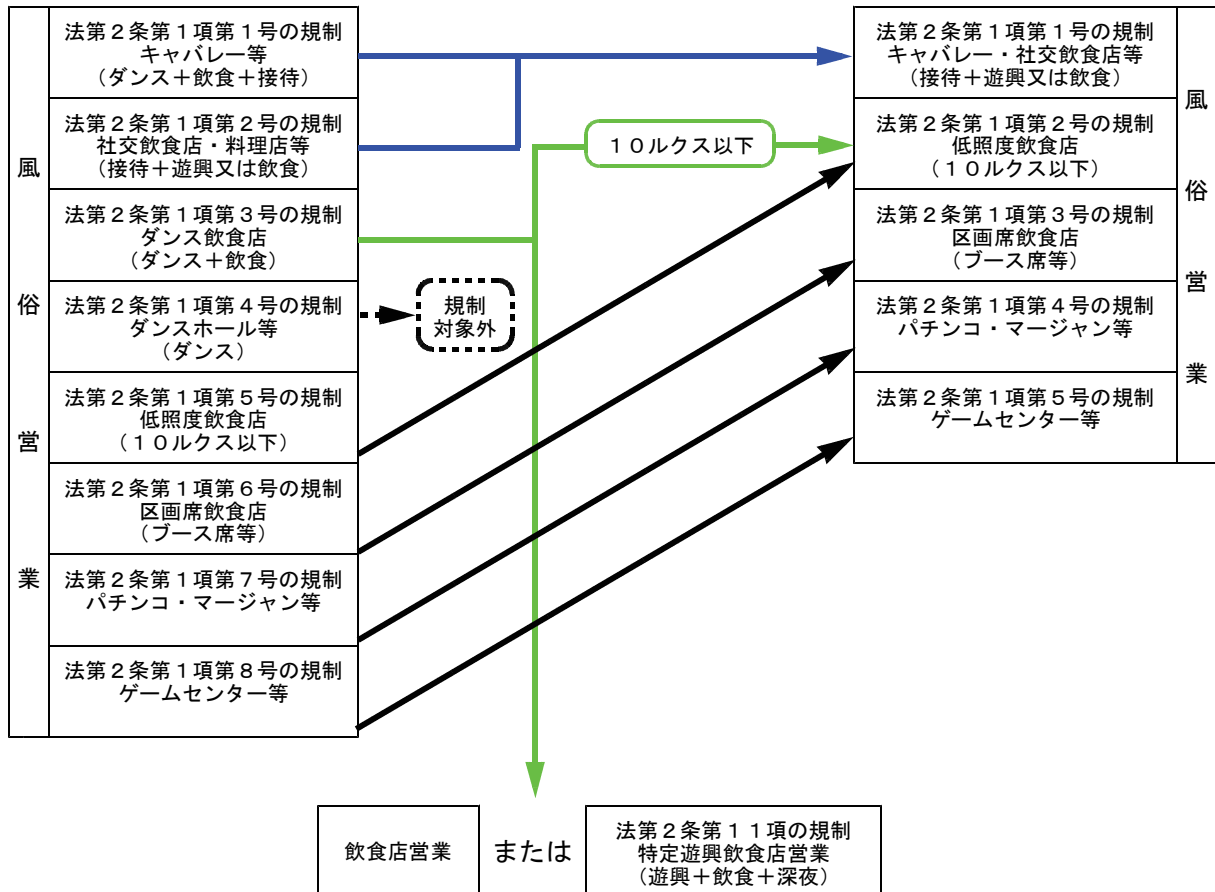 風俗営業
法第２条第１項第１号の規制
キャバレー等
（ダンス＋飲食＋接待）
法第２条第１項第２号の規制
社交飲食店・料理店等
（接待＋遊興又は飲食）
法第２条第１項第３号の規制
ダンス飲食店
（ダンス＋飲食）
法第２条第１項第４号の規制
ダンスホール等
（ダンス）
法第２条第１項第５号の規制
低照度飲食店
（１０ルクス以下）
法第２条第１項第６号の規制
区画席飲食店
（ブース席等）
法第２条第１項第７号の規制
パチンコ・マージャン等
法第２条第１項第８号の規制
ゲームセンター等
１０ルクス以下
規制
対象外
法第２条第１項第１号の規制
キャバレー・社交飲食店等
（接待＋遊興又は飲食）
法第２条第１項第２号の規制
低照度飲食店
（１０ルクス以下）
法第２条第１項第３号の規制
区画席飲食店
（ブース席等）
法第２条第１項第４号の規制
パチンコ・マージャン等
法第２条第１項第５号の規制
ゲームセンター等
風俗営業
飲食店営業
または
法第２条第１１項の規制
特定遊興飲食店営業
（遊興＋飲食＋深夜）